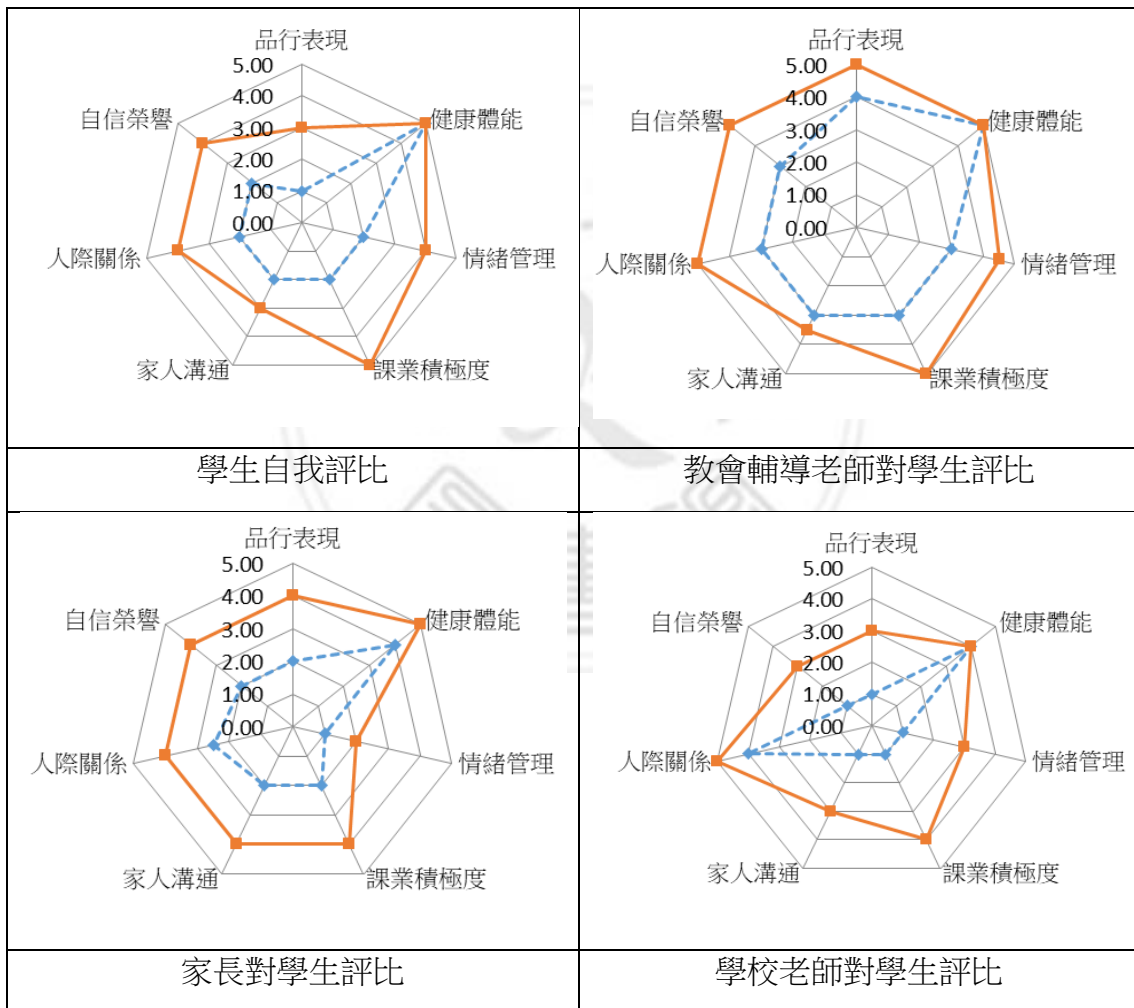 品行表現
5.00
4.00
3.00
2.00
1.00
0.00
自信榮譽
健康體能
人際關係
情緒管理
家人溝通
課業積極度
學生自我評比
品行表現
5.00
4.00
3.00
2.00
1.00
0.00
自信榮譽
健康體能
人際關係
情緒管理
家人溝通
課業積極度
教會輔導老師對學生評比
品行表現
5.00
4.00
3.00
2.00
1.00
0.00
自信榮譽
健康體能
人際關係
情緒管理
家人溝通
課業積極度
家長對學生評比
品行表現
5.00
4.00
3.00
2.00
1.00
0.00
自信榮譽
健康體能
人際關係
情緒管理
家人溝通
課業積極度
學校老師對學生評比